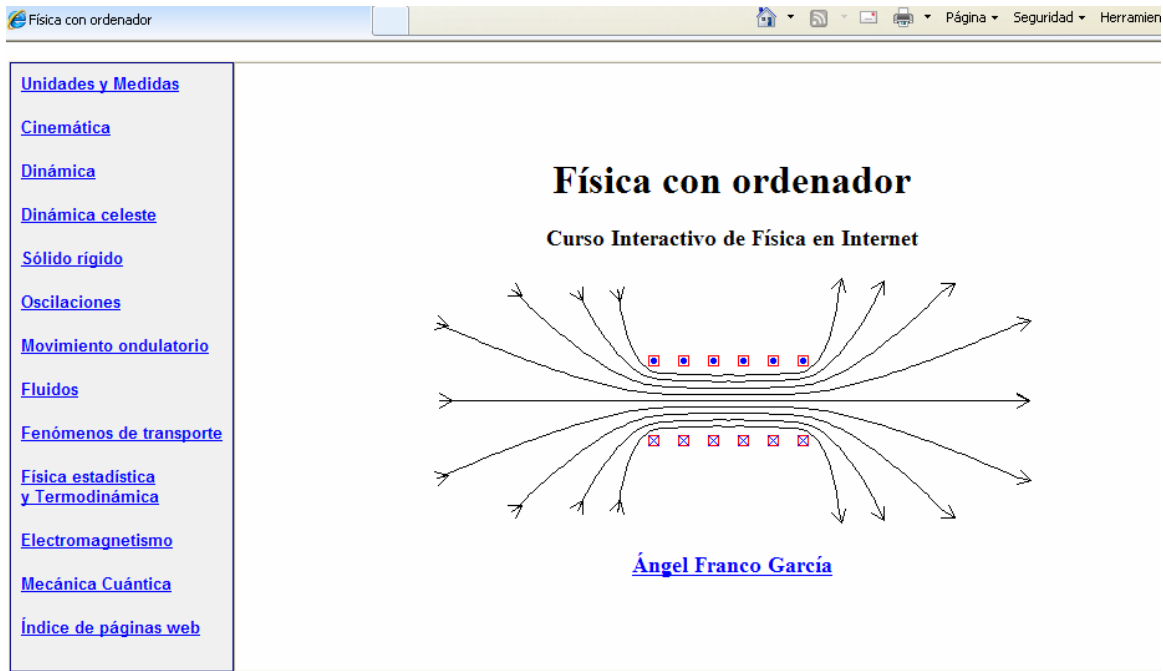 Física con ordenador
Página Seguridad Herramien
Unidades y Medidas
Cinemática
Dinámica
Dinámica celeste
Sólido rígido
Oscilaciones
Movimiento ondulatorio
Fluidos
Fenómenos de transporte
Física estadística
y Termodinámica
Electromagnetismo
Mecánica Cuántica
Índice de páginas web
Física con ordenador
Curso Interactivo de Física en Internet
Ángel Franco García